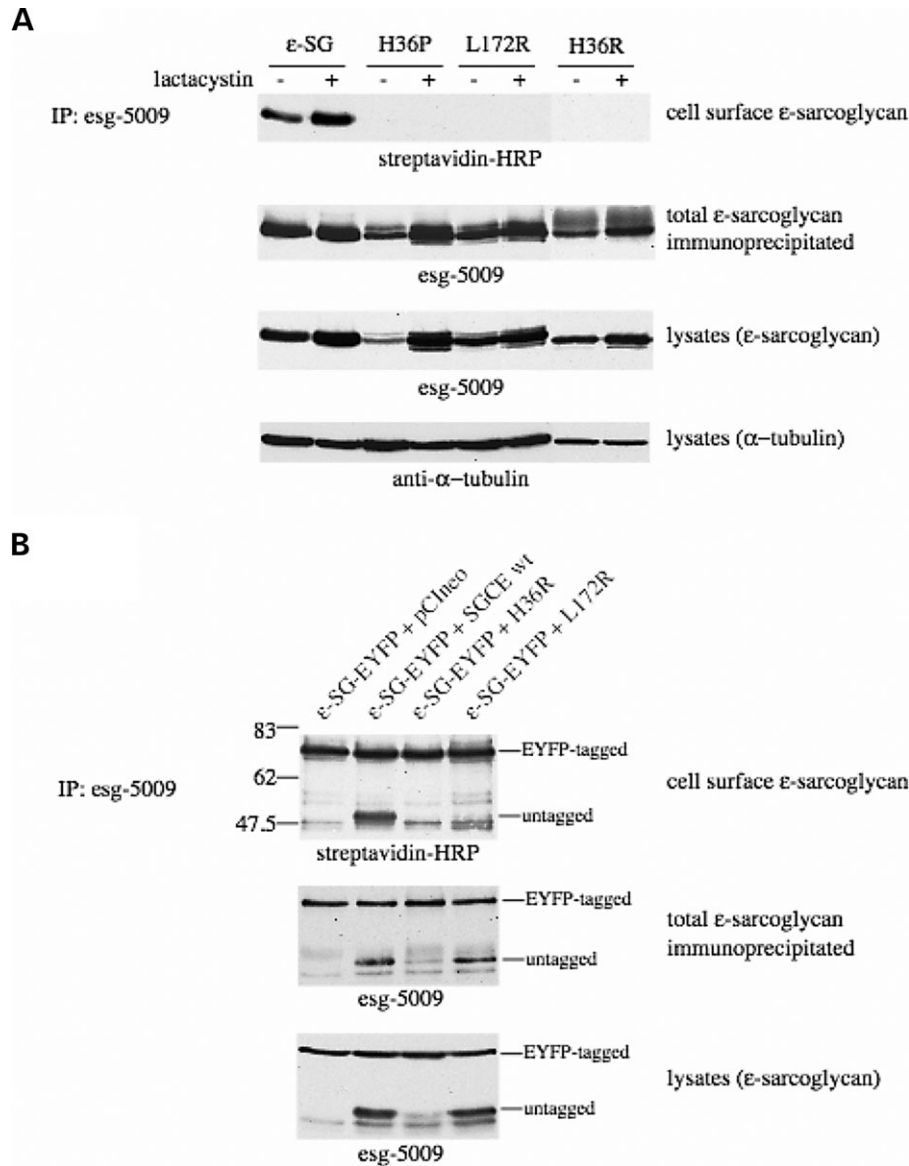 A
ε-SG H36P L172R H36R
lactacystin - + - + - + - +
IP: esg-5009 cell surface ε-sarcoglycan
streptavidin-HRP
total ε-sarcoglycan
immunoprecipitated
esg-5009
lysates (ε-sarcoglycan)
esg-5009
lysates (α-tubulin)
anti-α-tubulin
B
ε-SG-EYFP + pCIneo
ε-SG-EYFP + SGCE wt
ε-SG-EYFP + H36R
ε-SG-EYFP + L172R
83
EYFP-tagged
IP: esg-5009 62 cell surface ε-sarcoglycan
untagged
47.5
streptavidin-HRP
EYFP-tagged
total ε-sarcoglycan
immunoprecipitated
untagged
esg-5009
EYFP-tagged
lysates (ε-sarcoglycan)
untagged
esg-5009